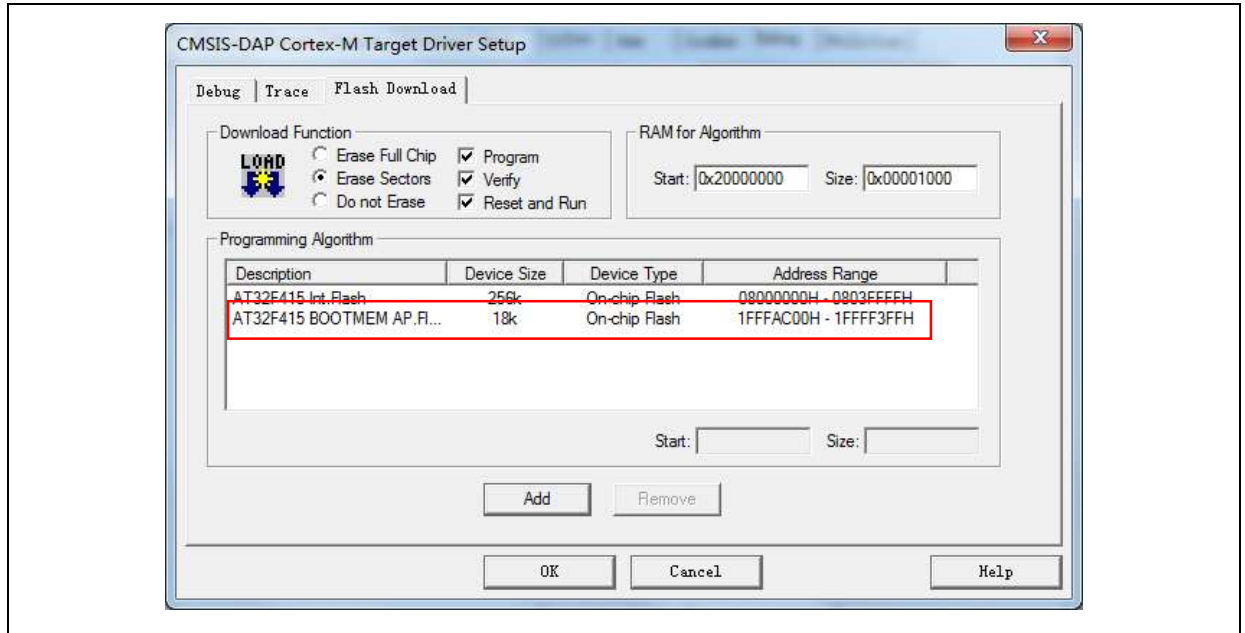 CMSIS-DAP Cortex-M Target Driver Setup
Debug Trace Flash Download
Download Function
LOAD
Erase Full Chip
Erase Sectors
Do not Erase
Program
Verify
Reset and Run
RAM for Algorithm
Start: 0x20000000 Size: 0x00001000
Programming Algorithm
Description Device Size Device Type Address Range
AT32F415 Int.Flash 256k On-chip Flash 08000000H - 0803FFFFH
AT32F415 BOOTMEM AP.Fl... 18k On-chip Flash 1FFFAC00H - 1FFFF3FFH
Start: Size:
Add Remove
OK Cancel Help